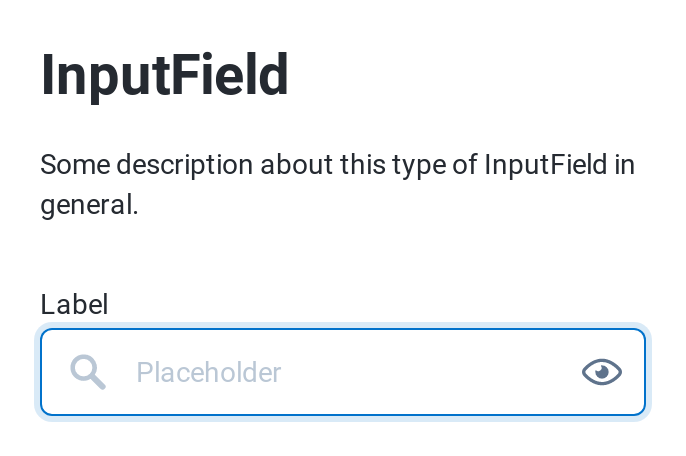 InputField
Some description about this type of InputField in
general.
Label
Placeholder